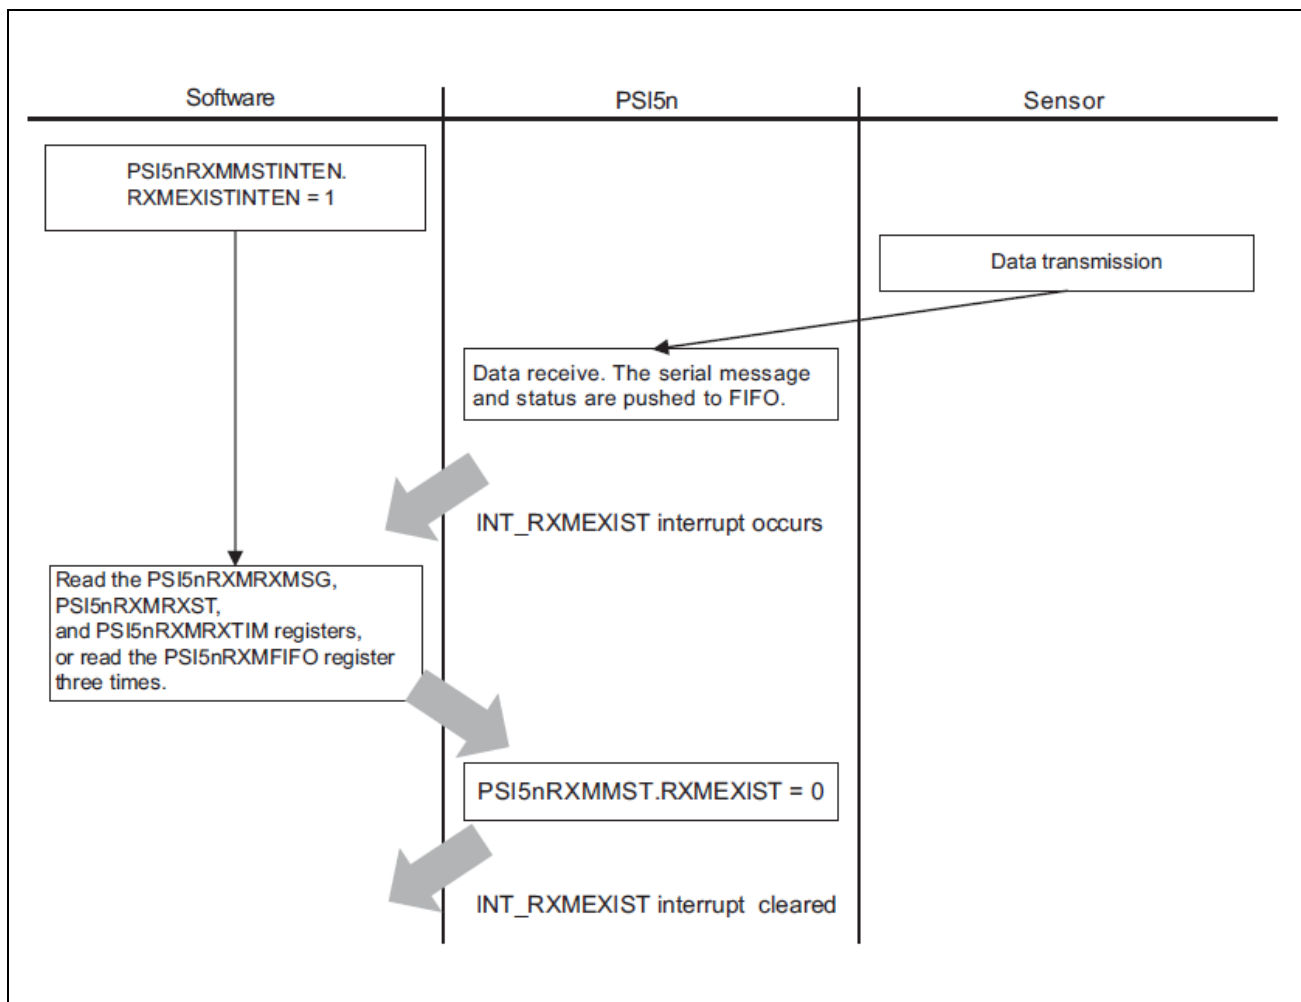 Software
PSI5n
Sensor
PSI5nRXMMSTINTEN.
RXMEXISTINTEN = 1
Data transmission
Data receive. The serial message
and status are pushed to FIFO.
INT_RXMEXIST interrupt occurs
Read the PSI5nRXMRXMSG,
PSI5nRXMRXST,
and PSI5nRXMRXTIM registers,
or read the PSI5nRXMFIFO register
three times.
PSI5nRXMMST.RXMEXIST = 0
INT_RXMEXIST interrupt cleared